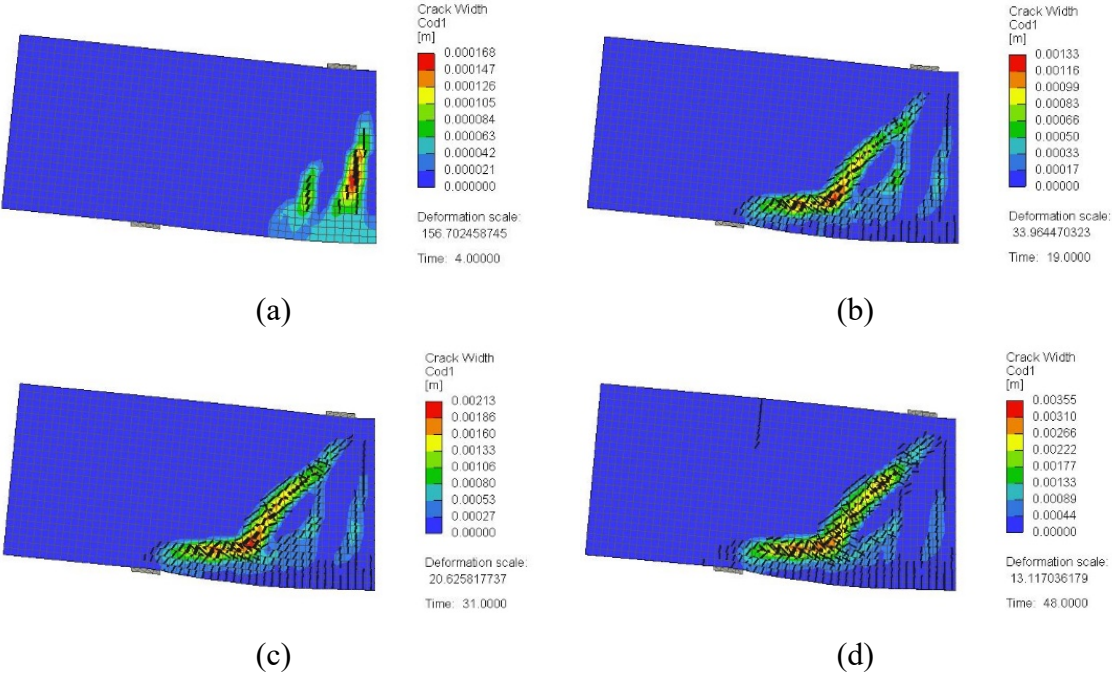 Crack Width
Cod1
[m]
0.000168
0.000147
0.000126
0.000105
0.000084
0.000063
0.000042
0.000021
0.000000
Deformation scale:
156.702458745
Time: 4.00000
(a)
Crack Width
Cod1
[m]
0.00133
0.00116
0.00099
0.00083
0.00066
0.00050
0.00033
0.00017
0.00000
Deformation scale:
33.964470323
Time: 19.0000
(b)
Crack Width
Cod1
[m]
0.00213
0.00186
0.00160
0.00133
0.00106
0.00080
0.00053
0.00027
0.00000
Deformation scale:
20.625817737
Time: 31.0000
(c)
Crack Width
Cod1
[m]
0.00355
0.00310
0.00266
0.00222
0.00177
0.00133
0.00089
0.00044
0.00000
Deformation scale:
13.117036179
Time: 48.0000
(d)